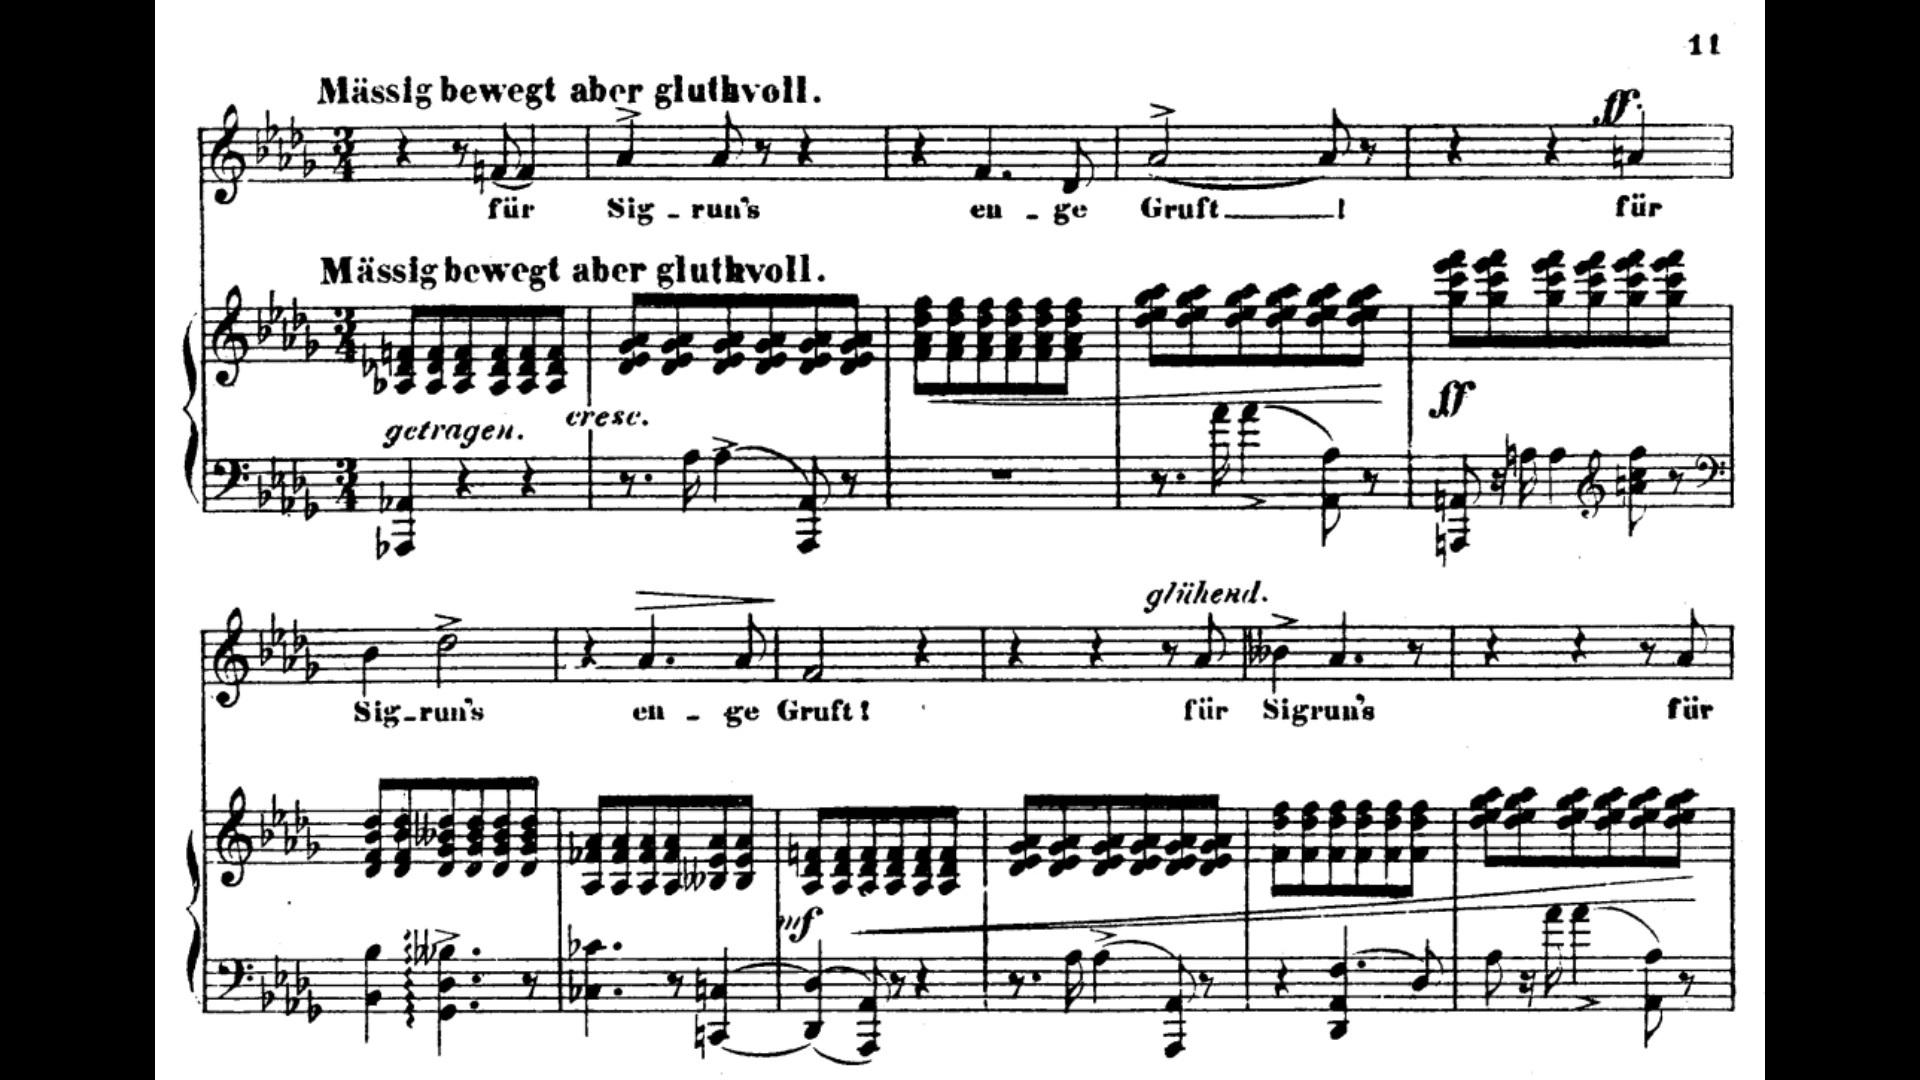 11
Mässig bewegt aber gluthvoll.
ff
für Sig - run's en - ge Gruft ! für
Mässig bewegt aber gluthvoll.
getragen. cresc. ff
glühend.
Sig - run's en - ge Gruft! für Sigrun's für
mf